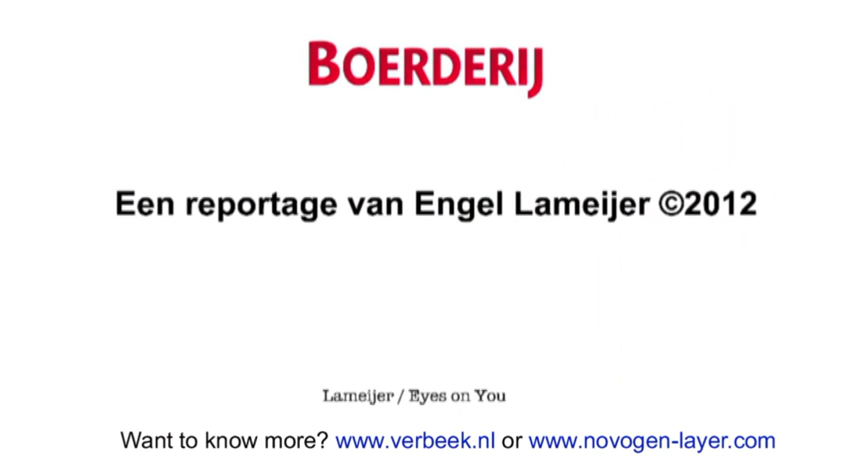 BOERDERIJ
Een reportage van Engel Lameijer ©2012
Lameijer / Eyes on You
Want to know more? www.verbeek.nl or www.novogen-layer.com